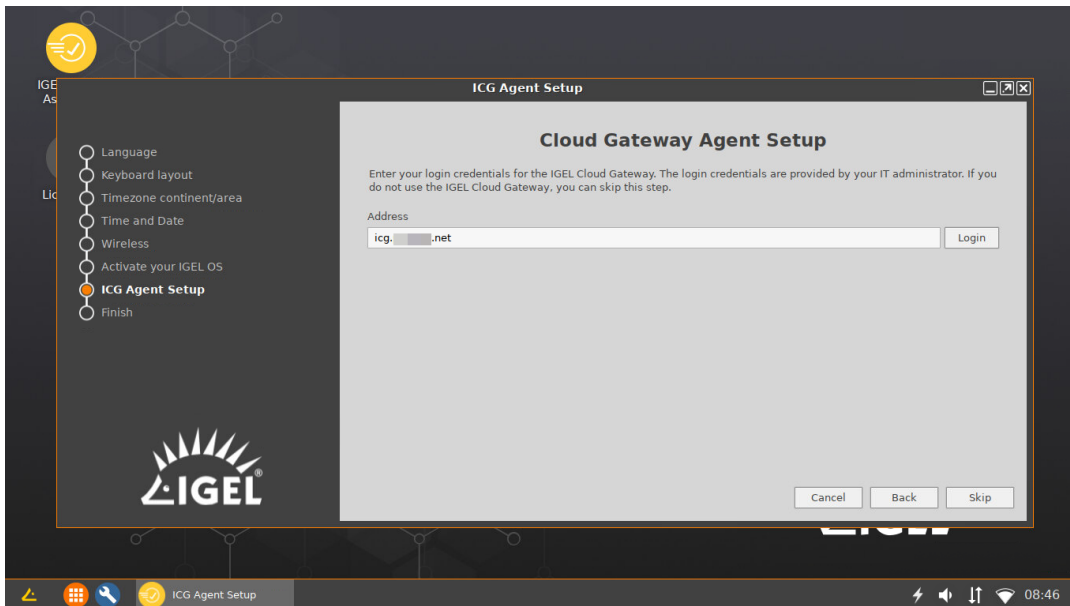 IGE
As
Lic
ICG Agent Setup
Language
Keyboard layout
Timezone continent/area
Time and Date
Wireless
Activate your IGEL OS
ICG Agent Setup
Finish
IGEL®
Cloud Gateway Agent Setup
Enter your login credentials for the IGEL Cloud Gateway. The login credentials are provided by your IT administrator. If you
do not use the IGEL Cloud Gateway, you can skip this step.
Address
icg. .net
Login
Cancel
Back
Skip
ICG Agent Setup
08:46